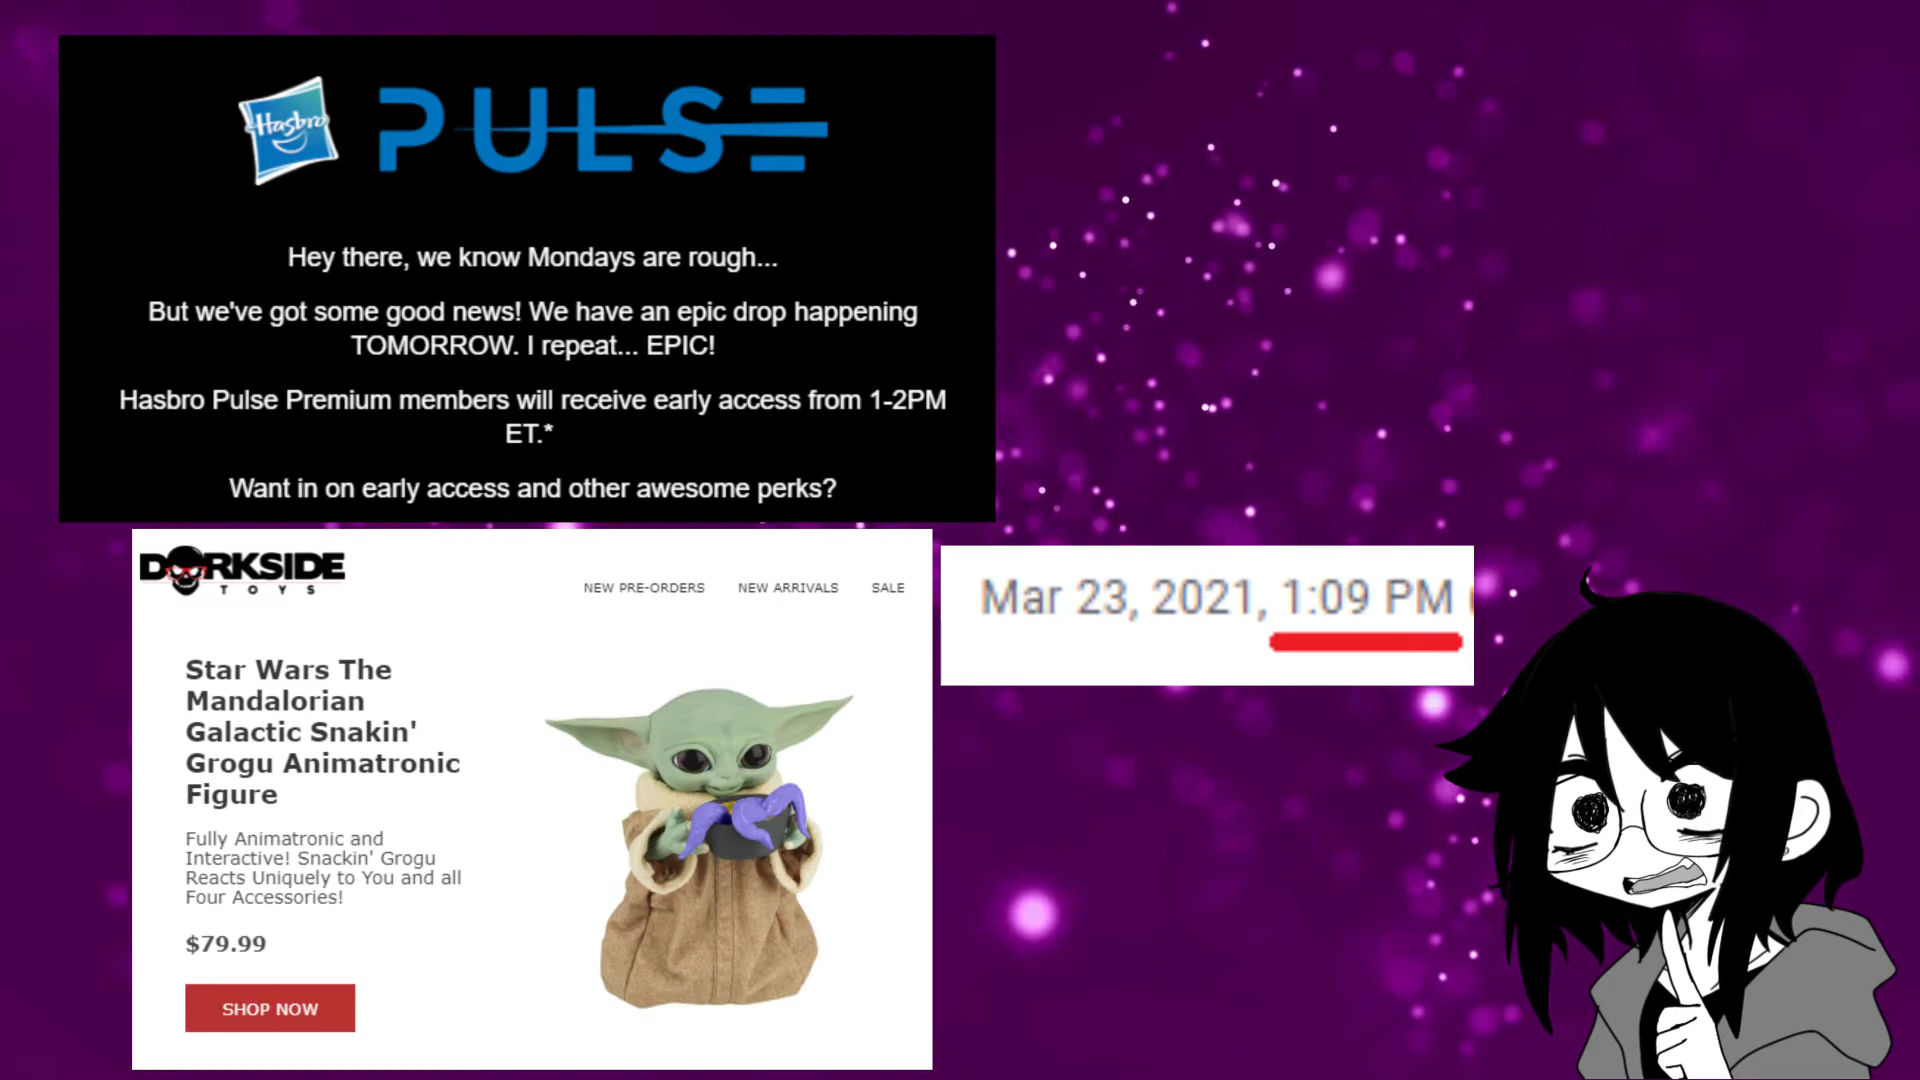 Hasbro PULSE
Hey there, we know Mondays are rough...
But we've got some good news! We have an epic drop happening
TOMORROW. I repeat... EPIC!
Hasbro Pulse Premium members will receive early access from 1-2PM
ET.*
Want in on early access and other awesome perks?
DORKSIDE
TOYS
NEW PRE-ORDERS NEW ARRIVALS SALE
Star Wars The
Mandalorian
Galactic Snakin'
Grogu Animatronic
Figure
Fully Animatronic and
Interactive! Snackin' Grogu
Reacts Uniquely to You and all
Four Accessories!
$79.99
SHOP NOW
Mar 23, 2021, 1:09 PM